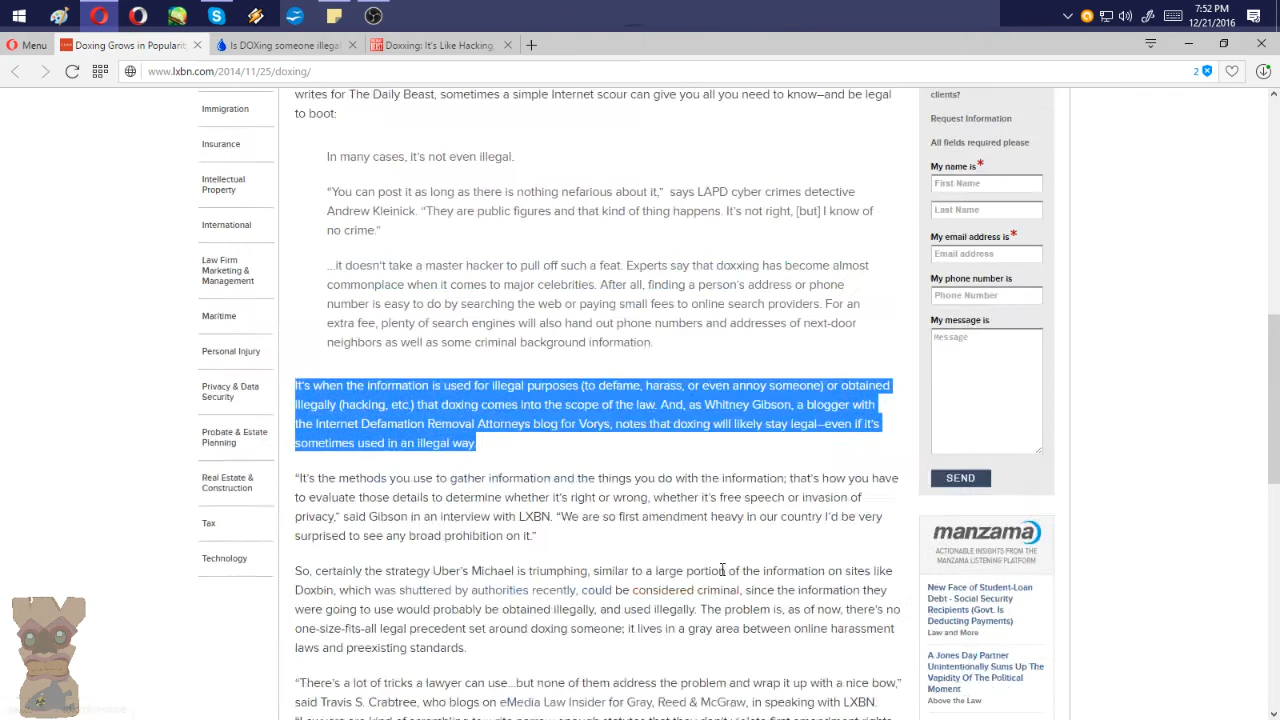 7:52 PM
12/21/2016
Menu
Doxing Grows in Popularit
Is DOXing someone illegal
Doxxing: It's Like Hacking,
www.lxbn.com/2014/11/25/doxing/
2
Immigration
Insurance
Intellectual
Property
International
Law Firm
Marketing &
Management
Maritime
Personal Injury
Privacy & Data
Security
Probate & Estate
Planning
Real Estate &
Construction
Tax
Technology
writes for The Daily Beast, sometimes a simple Internet scour can give you all you need to know—and be legal
to boot:
In many cases, it's not even illegal.
“You can post it as long as there is nothing nefarious about it,” says LAPD cyber crimes detective
Andrew Kleinick. “They are public figures and that kind of thing happens. It's not right, [but] I know of
no crime.”
...it doesn't take a master hacker to pull off such a feat. Experts say that doxxing has become almost
commonplace when it comes to major celebrities. After all, finding a person's address or phone
number is easy to do by searching the web or paying small fees to online search providers. For an
extra fee, plenty of search engines will also hand out phone numbers and addresses of next-door
neighbors as well as some criminal background information.
It's when the information is used for illegal purposes (to defame, harass, or even annoy someone) or obtained
illegally (hacking, etc.) that doxing comes into the scope of the law. And, as Whitney Gibson, a blogger with
the Internet Defamation Removal Attorneys blog for Vorys, notes that doxing will likely stay legal—even if it's
sometimes used in an illegal way.
“It's the methods you use to gather information and the things you do with the information; that's how you have
to evaluate those details to determine whether it's right or wrong, whether it's free speech or invasion of
privacy,” said Gibson in an interview with LXBN. “We are so first amendment heavy in our country I'd be very
surprised to see any broad prohibition on it.”
So, certainly the strategy Uber's Michael is triumphing, similar to a large portion of the information on sites like
Doxbin, which was shuttered by authorities recently, could be considered criminal, since the information they
were going to use would probably be obtained illegally, and used illegally. The problem is, as of now, there's no
one-size-fits-all legal precedent set around doxing someone; it lives in a gray area between online harassment
laws and preexisting standards.
“There's a lot of tricks a lawyer can use...but none of them address the problem and wrap it up with a nice bow,”
said Travis S. Crabtree, who blogs on eMedia Law Insider for Gray, Reed & McGraw, in speaking with LXBN.
clients?
Request Information
All fields required please
My name is*
First Name
Last Name
My email address is*
Email address
My phone number is
Phone Number
My message is
Message
SEND
manzama
ACTIONABLE INSIGHTS FROM THE
MANZAMA LISTENING PLATFORM
New Face of Student-Loan
Debt - Social Security
Recipients (Govt. Is
Deducting Payments)
Law and More
A Jones Day Partner
Unintentionally Sums Up The
Vapidity Of The Political
Moment
Above the Law